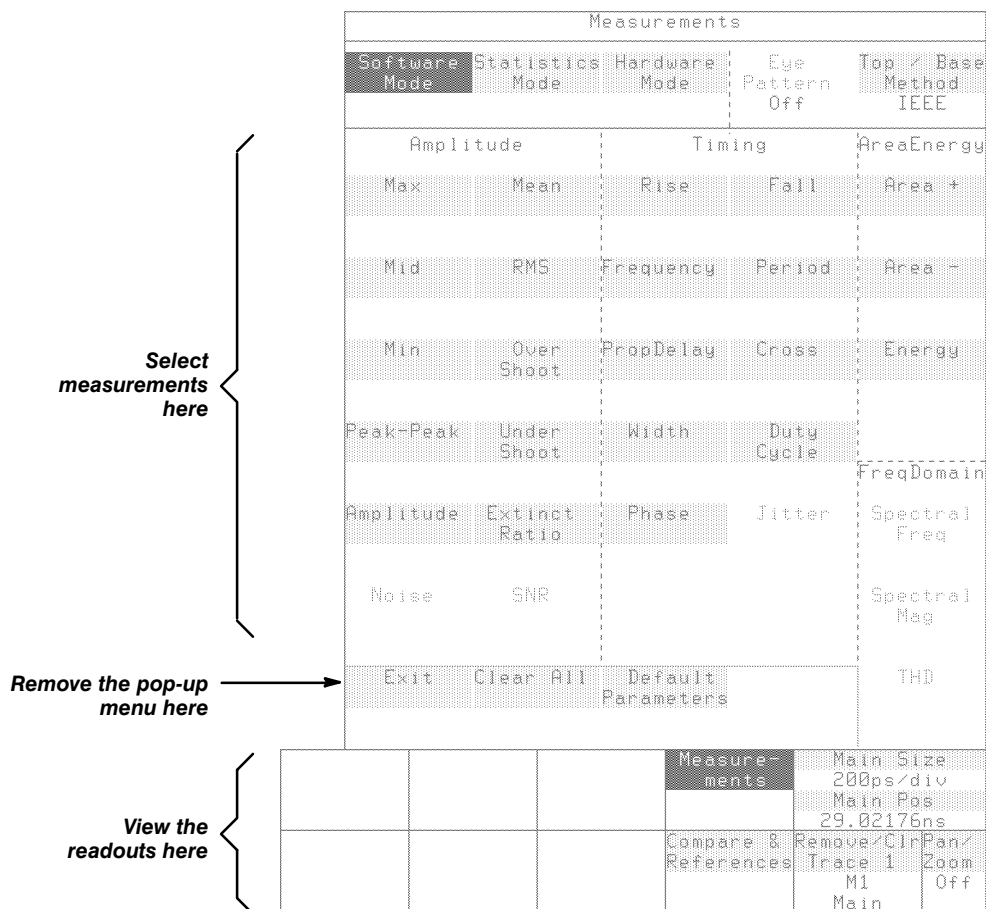 Measurements
Software Statistics Hardware Eye Top / Base
Mode Mode Mode Pattern Method
Off IEEE
Amplitude Timing AreaEnergy
Max Mean Rise Fall Area +
Mid RMS Frequency Period Area -
Min Over PropDelay Cross Energy
Shoot
Select
measurements
here
Peak-Peak Under Width Duty
Shoot Cycle
FreqDomain
Amplitude Extinct Phase Jitter Spectral
Ratio Freq
Noise SNR Spectral
Mag
Remove the pop-up
menu here
Exit Clear All Default THD
Parameters
Measure- Main Size
ments 200ps/div
Main Pos
29.02176ns
View the
readouts here
Compare & Remove/Clr Pan/
References Trace 1 Zoom
M1 Off
Main